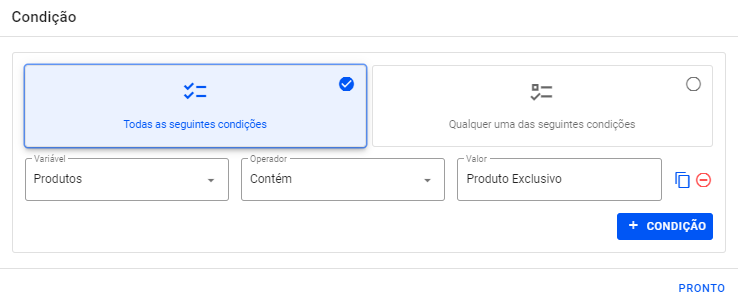 Condição
Todas as seguintes condições
Qualquer uma das seguintes condições
Variável
Produtos
Operador
Contém
Valor
Produto Exclusivo
+ CONDIÇÃO
PRONTO